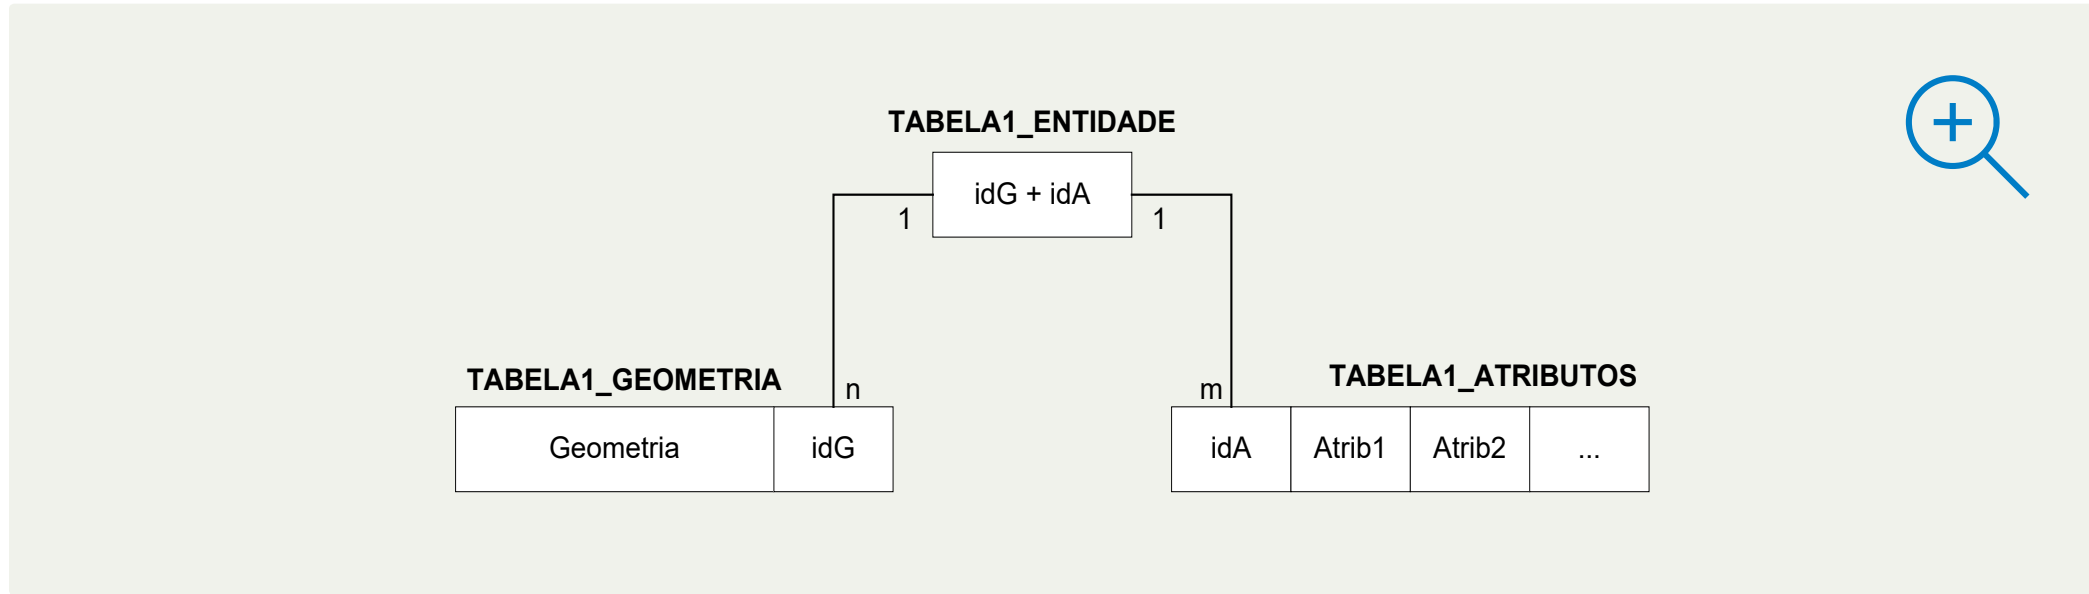 TABELA1_ENTIDADE
idG + idA
1
1
TABELA1_GEOMETRIA
n
Geometria
idG
m
TABELA1_ATRIBUTOS
idA
Atrib1
Atrib2
...